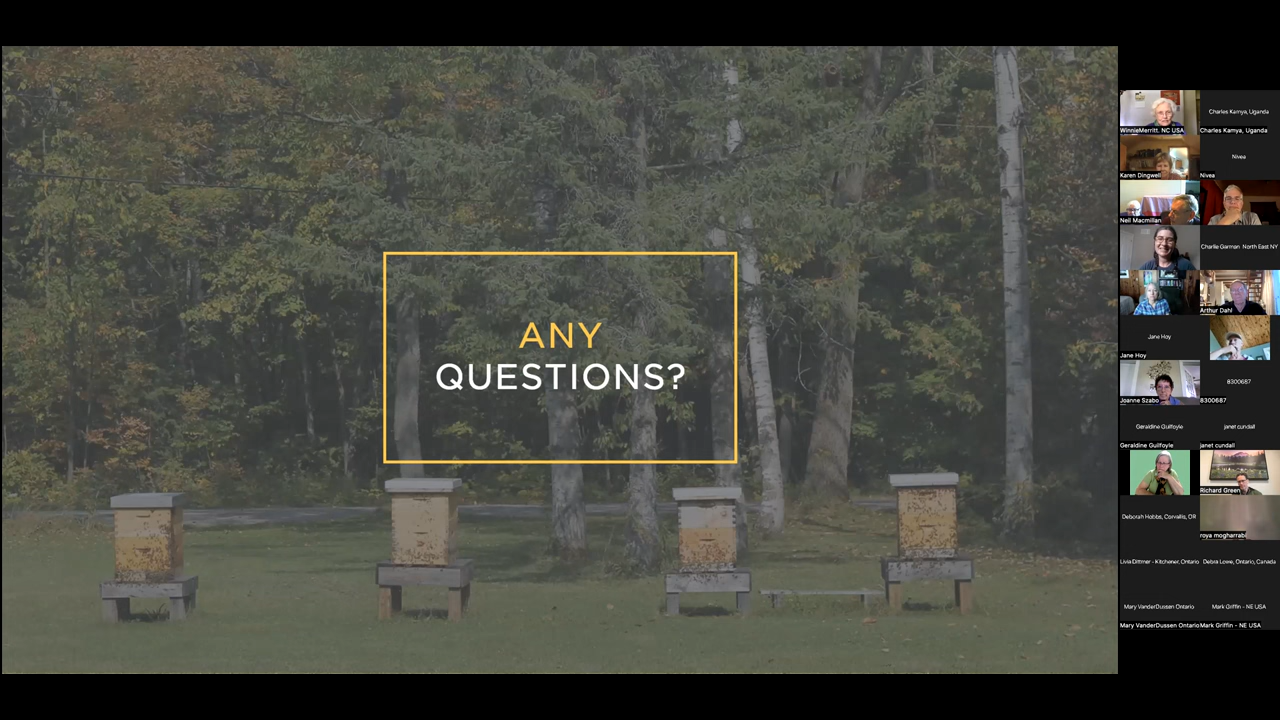 ANY
QUESTIONS?
WinnieMerritt. NC USA
Charles Kamya, Uganda
Charles Kamya, Uganda
Karen Dingwell
Nivea
Nivea
Neil Macmillan
Charlie Garman North East NY
Arthur Dahl
Jane Hoy
Jane Hoy
Joanne Szabo
8300687
8300687
Geraldine Guilfoyle
Geraldine Guilfoyle
janet cundall
janet cundall
Richard Green
Deborah Hobbs, Corvallis, OR
roya mogharrabi
Livia Dittmer - Kitchener, Ontario
Debra Lowe, Ontario, Canada
Mary VanderDussen Ontario
Mary VanderDussen Ontario
Mark Griffin - NE USA
Mark Griffin - NE USA